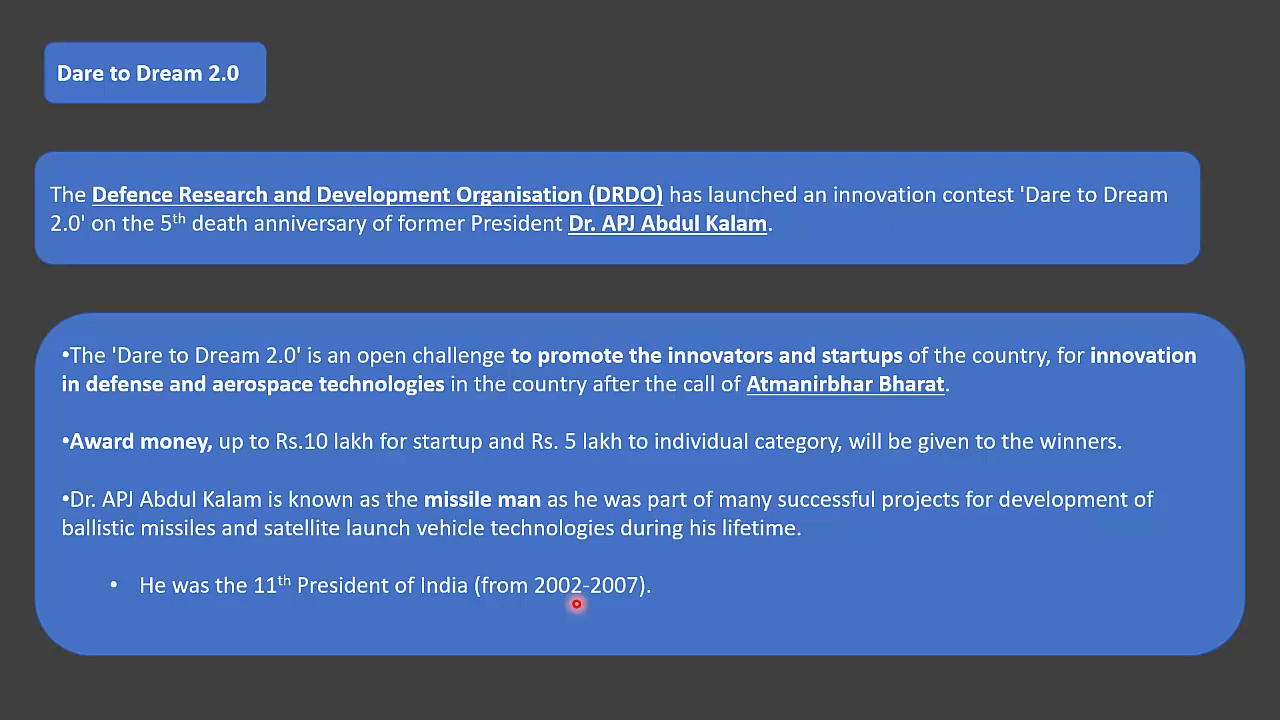 Dare to Dream 2.0
The Defence Research and Development Organisation (DRDO) has launched an innovation contest 'Dare to Dream
2.0' on the 5th death anniversary of former President Dr. APJ Abdul Kalam.
•The 'Dare to Dream 2.0' is an open challenge to promote the innovators and startups of the country, for innovation
in defense and aerospace technologies in the country after the call of Atmanirbhar Bharat.
•Award money, up to Rs.10 lakh for startup and Rs. 5 lakh to individual category, will be given to the winners.
•Dr. APJ Abdul Kalam is known as the missile man as he was part of many successful projects for development of
ballistic missiles and satellite launch vehicle technologies during his lifetime.
• He was the 11th President of India (from 2002-2007).